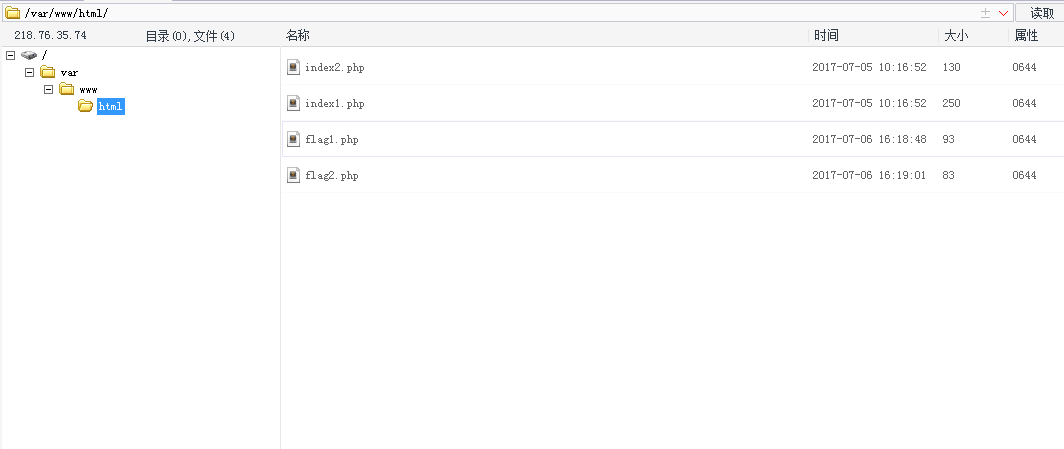 /var/www/html/ 读取
218.76.35.74 目录(0),文件(4) 名称 时间 大小 属性
/
var
www
html
index2.php 2017-07-05 10:16:52 130 0644
index1.php 2017-07-05 10:16:52 250 0644
flag1.php 2017-07-06 16:18:48 93 0644
flag2.php 2017-07-06 16:19:01 83 0644